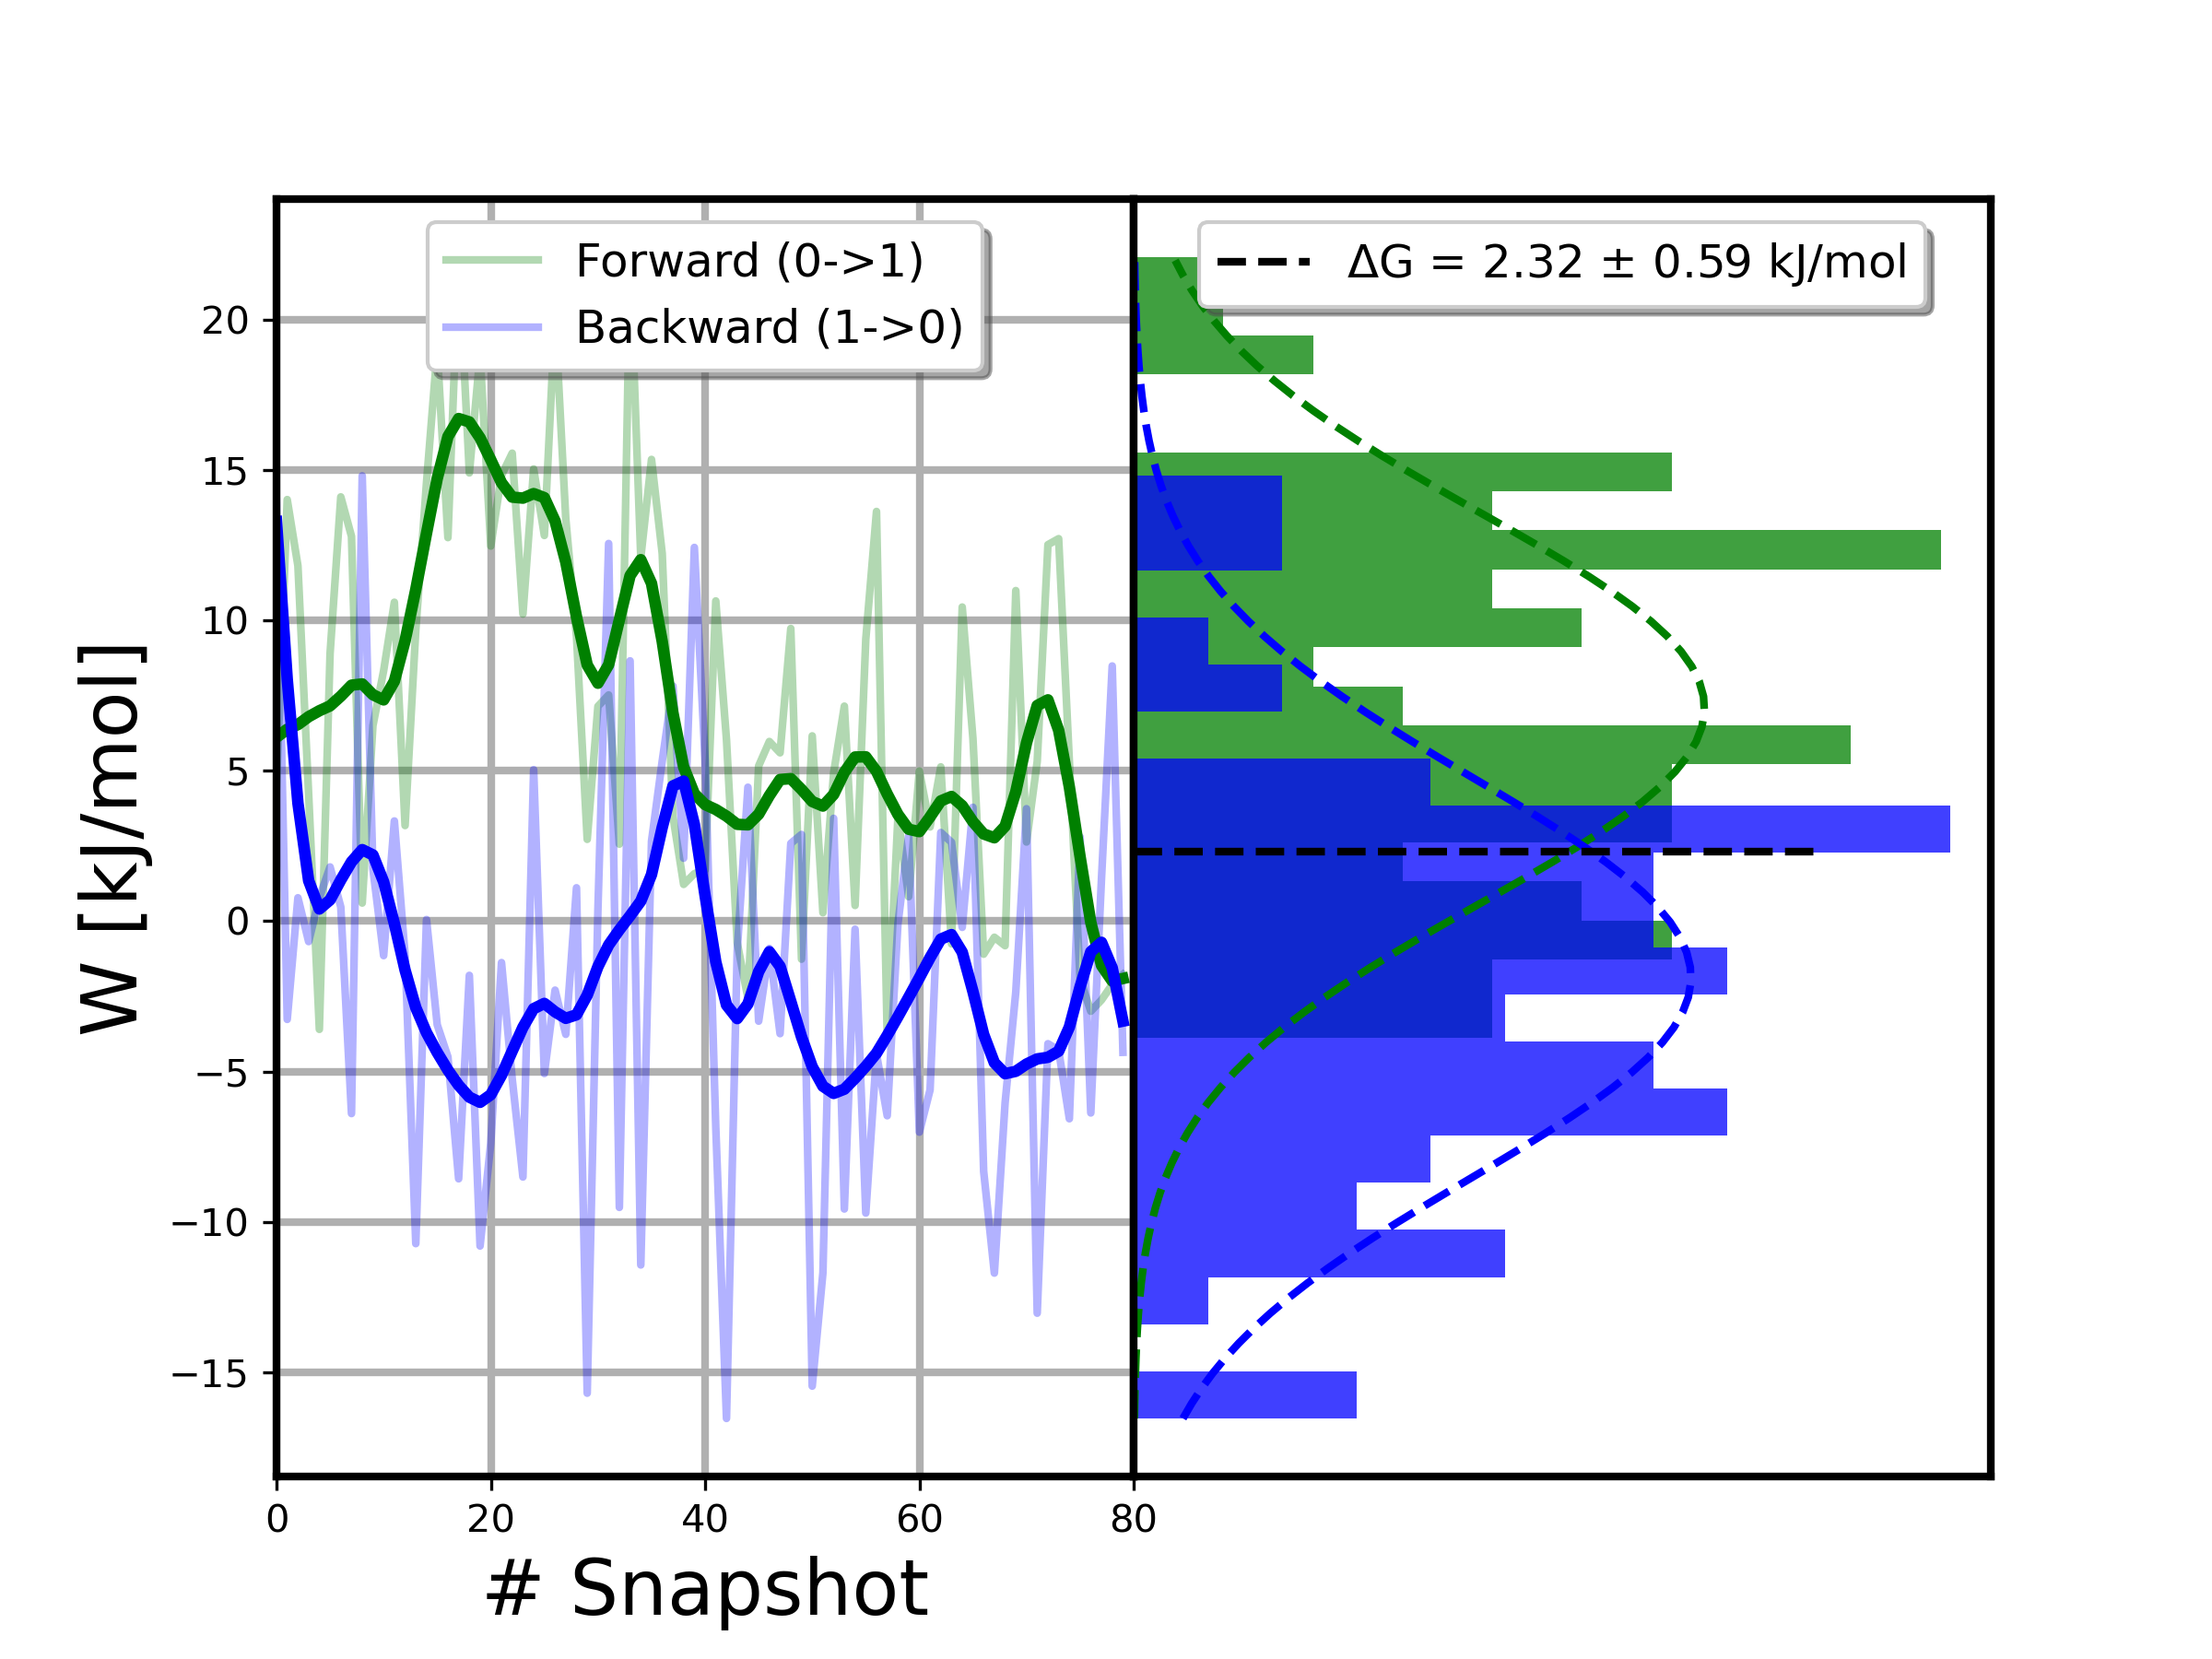 Forward (0->1)
Backward (1->0)
ΔG = 2.32 ± 0.59 kJ/mol
W [kJ/mol]
20
15
10
5
0
−5
−10
−15
0 20 40 60 80
# Snapshot